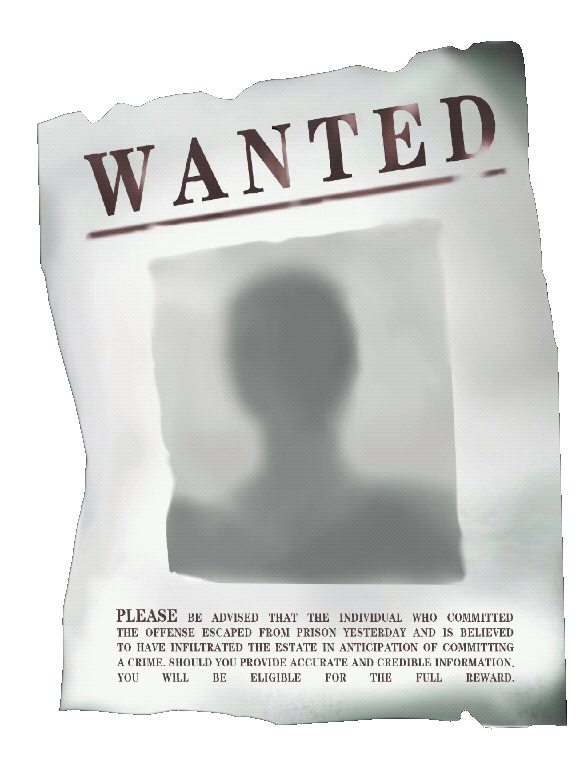 WANTED
PLEASE BE ADVISED THAT THE INDIVIDUAL WHO COMMITTED
THE OFFENSE ESCAPED FROM PRISON YESTERDAY AND IS BELIEVED
TO HAVE INFILTRATED THE ESTATE IN ANTICIPATION OF COMMITTING
A CRIME. SHOULD YOU PROVIDE ACCURATE AND CREDIBLE INFORMATION,
YOU WILL BE ELIGIBLE FOR THE FULL REWARD.